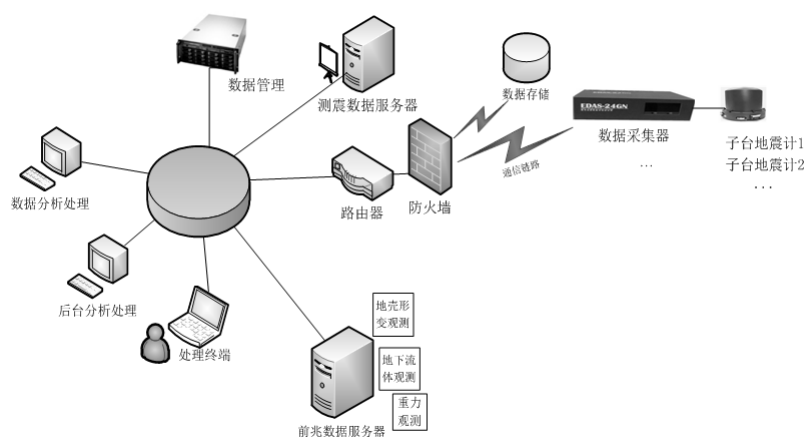 数据管理
测震数据服务器
数据存储
EDAS-24GN
数据采集器
...
子台地震计1
子台地震计2
...
数据分析处理
路由器
防火墙
通信链路
后台分析处理
处理终端
地壳形
变观测
地下流
体观测
重力
观测
前兆数据服务器